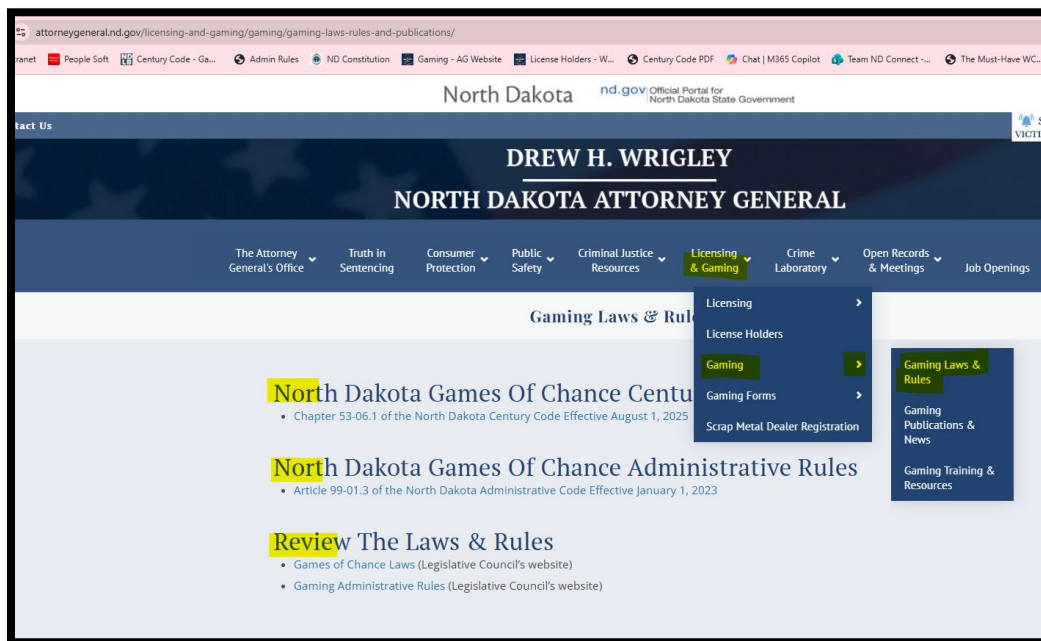 attorneygeneral.nd.gov/licensing-and-gaming/gaming/gaming-laws-rules-and-publications/
tranet People Soft Century Code - Ga... Admin Rules ND Constitution Gaming - AG Website License Holders - W... Century Code PDF Chat | M365 Copilot Team ND Connect -... The Must-Have WC...
North Dakota nd.gov Official Portal for
North Dakota State Government
tact Us
S
VICTI
DREW H. WRIGLEY
NORTH DAKOTA ATTORNEY GENERAL
The Attorney General's Office
Truth in Sentencing
Consumer Protection
Public Safety
Criminal Justice Resources
Licensing & Gaming
Crime Laboratory
Open Records & Meetings
Job Openings
Gaming Laws & Rul
Licensing
License Holders
Gaming
Gaming Forms
Scrap Metal Dealer Registration
Gaming Laws &
Rules
Gaming
Publications &
News
Gaming Training &
Resources
North Dakota Games Of Chance Centu
Chapter 53-06.1 of the North Dakota Century Code Effective August 1, 2025
North Dakota Games Of Chance Administrative Rules
Article 99-01.3 of the North Dakota Administrative Code Effective January 1, 2023
Review The Laws & Rules
Games of Chance Laws (Legislative Council's website)
Gaming Administrative Rules (Legislative Council's website)